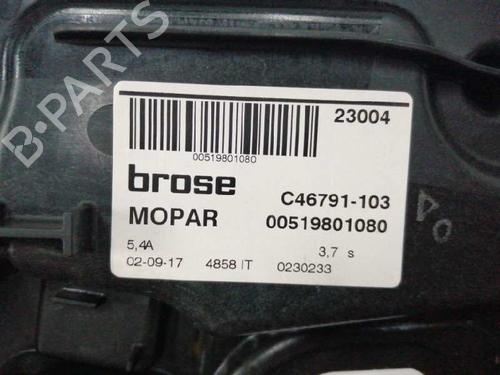 B-PARTS
23004
00519801080
brose
C46791-103
MOPAR 00519801080
5,4A 3,7 s
02-09-17 4858 IT 0230233